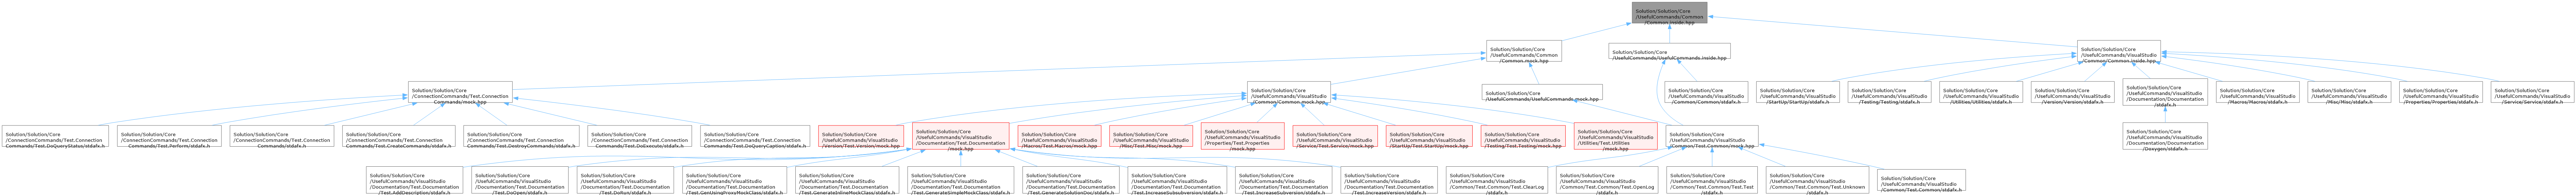 Solution/Solution/Core
/UsefulCommands/Common
/Common.inside.hpp
Solution/Solution/Core
/UsefulCommands/Common
/Common.mock.hpp
Solution/Solution/Core
/UsefulCommands/UsefulCommands.inside.hpp
Solution/Solution/Core
/UsefulCommands/VisualStudio
/Common/Common.inside.hpp
Solution/Solution/Core
/ConnectionCommands/Test.Connection
Commands/mock.hpp
Solution/Solution/Core
/UsefulCommands/VisualStudio
/Common/Common.mock.hpp
Solution/Solution/Core
/UsefulCommands/UsefulCommands.mock.hpp
Solution/Solution/Core
/UsefulCommands/VisualStudio
/Common/Common/stdafx.h
Solution/Solution/Core
/UsefulCommands/VisualStudio
/StartUp/StartUp/stdafx.h
Solution/Solution/Core
/UsefulCommands/VisualStudio
/Testing/Testing/stdafx.h
Solution/Solution/Core
/UsefulCommands/VisualStudio
/Utilities/Utilities/stdafx.h
Solution/Solution/Core
/UsefulCommands/VisualStudio
/Version/Version/stdafx.h
Solution/Solution/Core
/UsefulCommands/VisualStudio
/Documentation/Documentation
/stdafx.h
Solution/Solution/Core
/UsefulCommands/VisualStudio
/Macros/Macros/stdafx.h
Solution/Solution/Core
/UsefulCommands/VisualStudio
/Misc/Misc/stdafx.h
Solution/Solution/Core
/UsefulCommands/VisualStudio
/Properties/Properties/stdafx.h
Solution/Solution/Core
/UsefulCommands/VisualStudio
/Service/Service/stdafx.h
Solution/Solution/Core
/ConnectionCommands/Test.Connection
Commands/Test.DoQueryStatus/stdafx.h
Solution/Solution/Core
/ConnectionCommands/Test.Connection
Commands/Test.Perform/stdafx.h
Solution/Solution/Core
/ConnectionCommands/Test.Connection
Commands/stdafx.h
Solution/Solution/Core
/ConnectionCommands/Test.Connection
Commands/Test.CreateCommands/stdafx.h
Solution/Solution/Core
/ConnectionCommands/Test.Connection
Commands/Test.DestroyCommands/stdafx.h
Solution/Solution/Core
/ConnectionCommands/Test.Connection
Commands/Test.DoExecute/stdafx.h
Solution/Solution/Core
/ConnectionCommands/Test.Connection
Commands/Test.DoQueryCaption/stdafx.h
Solution/Solution/Core
/UsefulCommands/VisualStudio
/Version/Test.Version/mock.hpp
Solution/Solution/Core
/UsefulCommands/VisualStudio
/Documentation/Test.Documentation
/mock.hpp
Solution/Solution/Core
/UsefulCommands/VisualStudio
/Macros/Test.Macros/mock.hpp
Solution/Solution/Core
/UsefulCommands/VisualStudio
/Misc/Test.Misc/mock.hpp
Solution/Solution/Core
/UsefulCommands/VisualStudio
/Properties/Test.Properties
/mock.hpp
Solution/Solution/Core
/UsefulCommands/VisualStudio
/Service/Test.Service/mock.hpp
Solution/Solution/Core
/UsefulCommands/VisualStudio
/StartUp/Test.StartUp/mock.hpp
Solution/Solution/Core
/UsefulCommands/VisualStudio
/Testing/Test.Testing/mock.hpp
Solution/Solution/Core
/UsefulCommands/VisualStudio
/Utilities/Test.Utilities
/mock.hpp
Solution/Solution/Core
/UsefulCommands/VisualStudio
/Common/Test.Common/mock.hpp
Solution/Solution/Core
/UsefulCommands/VisualStudio
/Documentation/Documentation
/Doxygen/stdafx.h
Solution/Solution/Core
/UsefulCommands/VisualStudio
/Documentation/Test.Documentation
/Test.AddDescription/stdafx.h
Solution/Solution/Core
/UsefulCommands/VisualStudio
/Documentation/Test.Documentation
/Test.DoOpen/stdafx.h
Solution/Solution/Core
/UsefulCommands/VisualStudio
/Documentation/Test.Documentation
/Test.DoRun/stdafx.h
Solution/Solution/Core
/UsefulCommands/VisualStudio
/Documentation/Test.Documentation
/Test.GenUsingProxyMockClass/stdafx.h
Solution/Solution/Core
/UsefulCommands/VisualStudio
/Documentation/Test.Documentation
/Test.GenerateInlineMockClass/stdafx.h
Solution/Solution/Core
/UsefulCommands/VisualStudio
/Documentation/Test.Documentation
/Test.GenerateSimpleMockClass/stdafx.h
Solution/Solution/Core
/UsefulCommands/VisualStudio
/Documentation/Test.Documentation
/Test.GenerateSolutionDoc/stdafx.h
Solution/Solution/Core
/UsefulCommands/VisualStudio
/Documentation/Test.Documentation
/Test.IncreaseSubsubversion/stdafx.h
Solution/Solution/Core
/UsefulCommands/VisualStudio
/Documentation/Test.Documentation
/Test.IncreaseSubversion/stdafx.h
Solution/Solution/Core
/UsefulCommands/VisualStudio
/Documentation/Test.Documentation
/Test.IncreaseVersion/stdafx.h
Solution/Solution/Core
/UsefulCommands/VisualStudio
/Common/Test.Common/Test.ClearLog
/stdafx.h
Solution/Solution/Core
/UsefulCommands/VisualStudio
/Common/Test.Common/Test.OpenLog
/stdafx.h
Solution/Solution/Core
/UsefulCommands/VisualStudio
/Common/Test.Common/Test.Test
/stdafx.h
Solution/Solution/Core
/UsefulCommands/VisualStudio
/Common/Test.Common/Test.Unknown
/stdafx.h
Solution/Solution/Core
/UsefulCommands/VisualStudio
/Common/Test.Common/stdafx.h